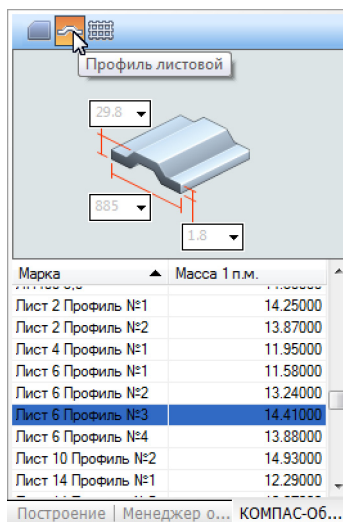 Профиль листовой
29.8
885
1.8
Марка Масса 1 п.м.
Лист 2 Профиль №1 14.25000
Лист 2 Профиль №2 13.87000
Лист 4 Профиль №1 11.95000
Лист 6 Профиль №1 11.58000
Лист 6 Профиль №2 13.24000
Лист 6 Профиль №3 14.41000
Лист 6 Профиль №4 13.88000
Лист 10 Профиль №2 14.93000
Лист 14 Профиль №1 12.29000
Построение | Менеджер о... КОМПАС-Об...